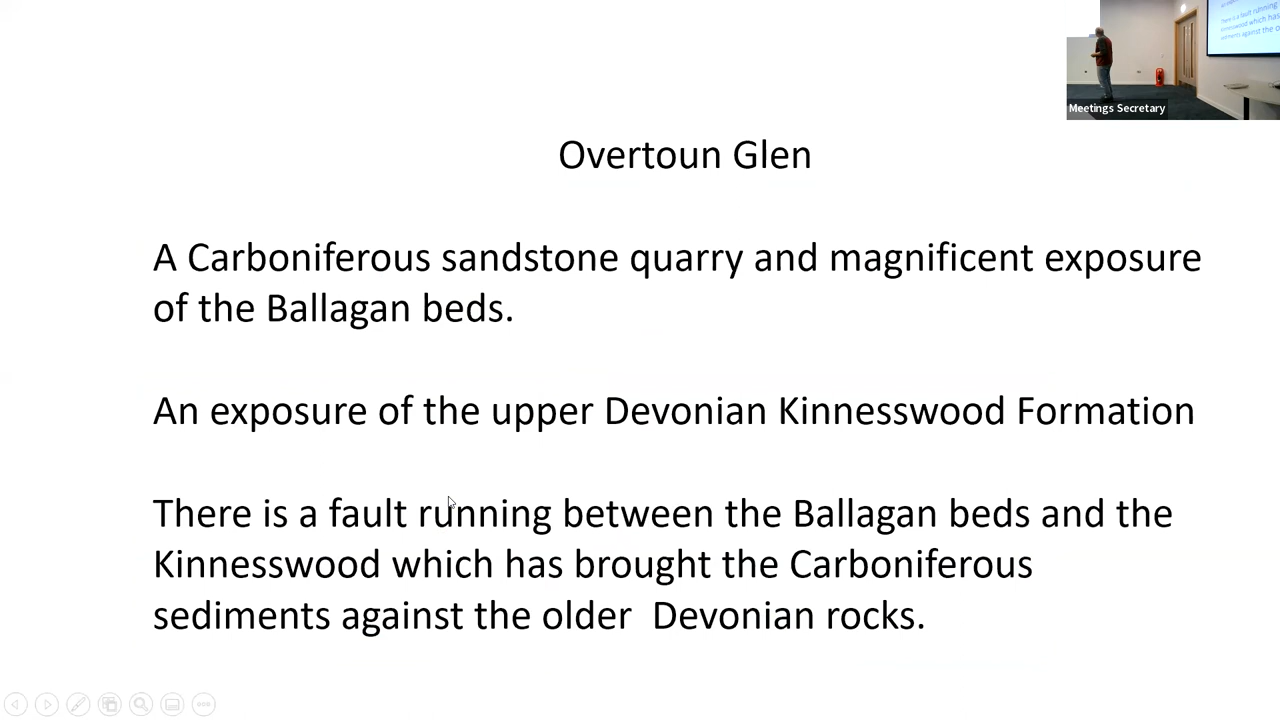 Meetings Secretary
Overtoun Glen
A Carboniferous sandstone quarry and magnificent exposure
of the Ballagan beds.
An exposure of the upper Devonian Kinnesswood Formation
There is a fault running between the Ballagan beds and the
Kinnesswood which has brought the Carboniferous
sediments against the older Devonian rocks.